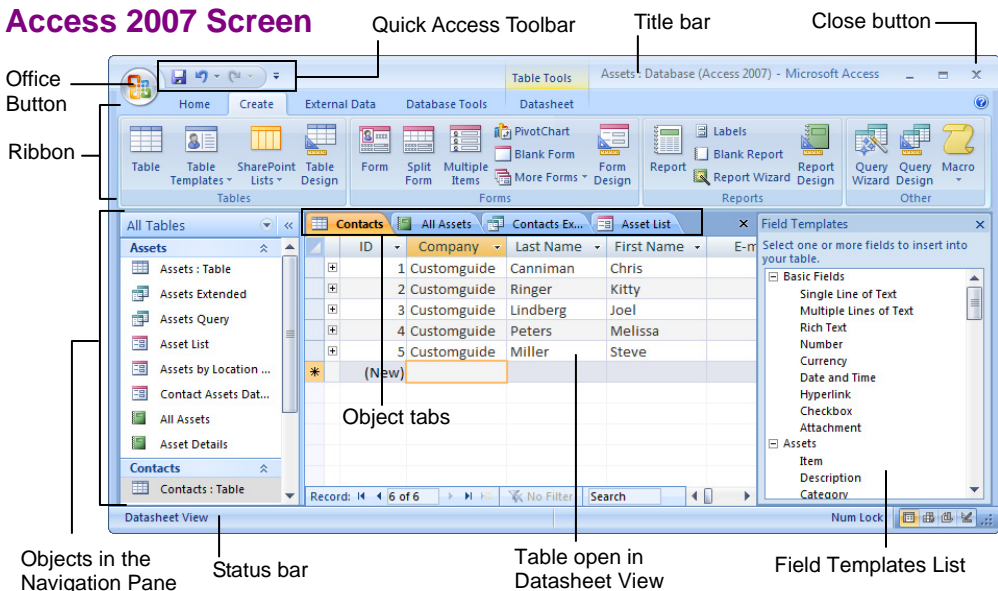 Access 2007 Screen
Quick Access Toolbar
Title bar
Close button
Office
Button
Ribbon
Table Tools
Assets : Database (Access 2007) - Microsoft Access
Home
Create
External Data
Database Tools
Datasheet
Table
Table
Templates
SharePoint
Lists
Table
Design
Tables
Form
Split
Form
Multiple
Items
PivotChart
Blank Form
More Forms
Form
Design
Forms
Report
Labels
Blank Report
Report Wizard
Report
Design
Reports
Query
Wizard
Query
Design
Macro
Other
All Tables
Assets
Assets : Table
Assets Extended
Assets Query
Asset List
Assets by Location ...
Contact Assets Dat...
All Assets
Asset Details
Contacts
Contacts : Table
Contacts
All Assets
Contacts Ex...
Asset List
ID Company Last Name First Name E-m
1 Customguide Canniman Chris
2 Customguide Ringer Kitty
3 Customguide Lindberg Joel
4 Customguide Peters Melissa
5 Customguide Miller Steve
(New)
Object tabs
Record: 6 of 6 No Filter Search
Field Templates
Select one or more fields to insert into
your table.
Basic Fields
Single Line of Text
Multiple Lines of Text
Rich Text
Number
Currency
Date and Time
Hyperlink
Checkbox
Attachment
Assets
Item
Description
Category
Datasheet View
Num Lock
Objects in the
Navigation Pane
Status bar
Table open in
Datasheet View
Field Templates List